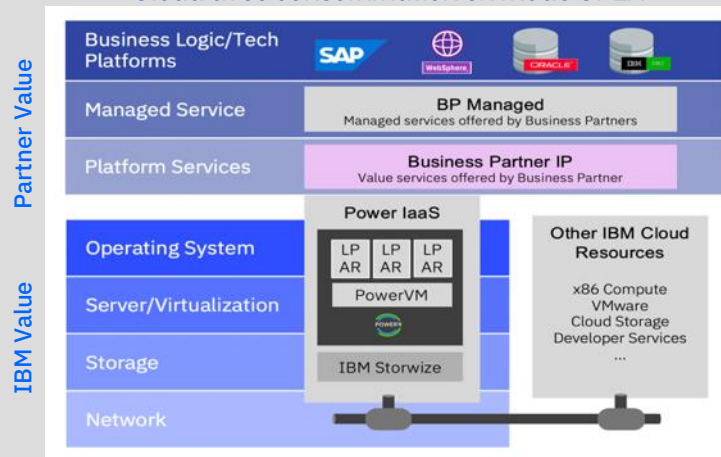 Business Logic/Tech
Platforms
SAP
WebSphere
ORACLE
IBM
Managed Service
BP Managed
Managed services offered by Business Partners
Platform Services
Business Partner IP
Value services offered by Business Partner
Partner Value
Power IaaS
Operating System
LP
AR
LP
AR
LP
AR
Server/Virtualization
PowerVM
Storage
IBM Storwize
Network
Other IBM Cloud
Resources
x86 Compute
VMware
Cloud Storage
Developer Services
...
IBM Value